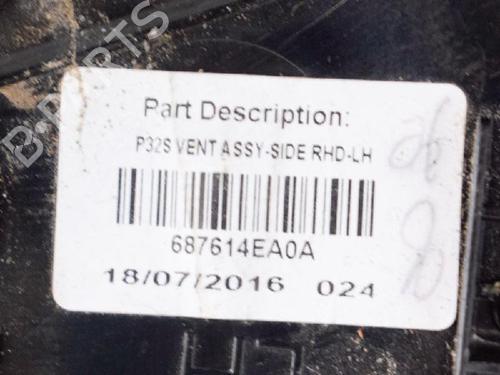 B-PARTS
Part Description:
P32S VENT ASSY-SIDE RHD-LH
687614EA0A
18/07/2016 024